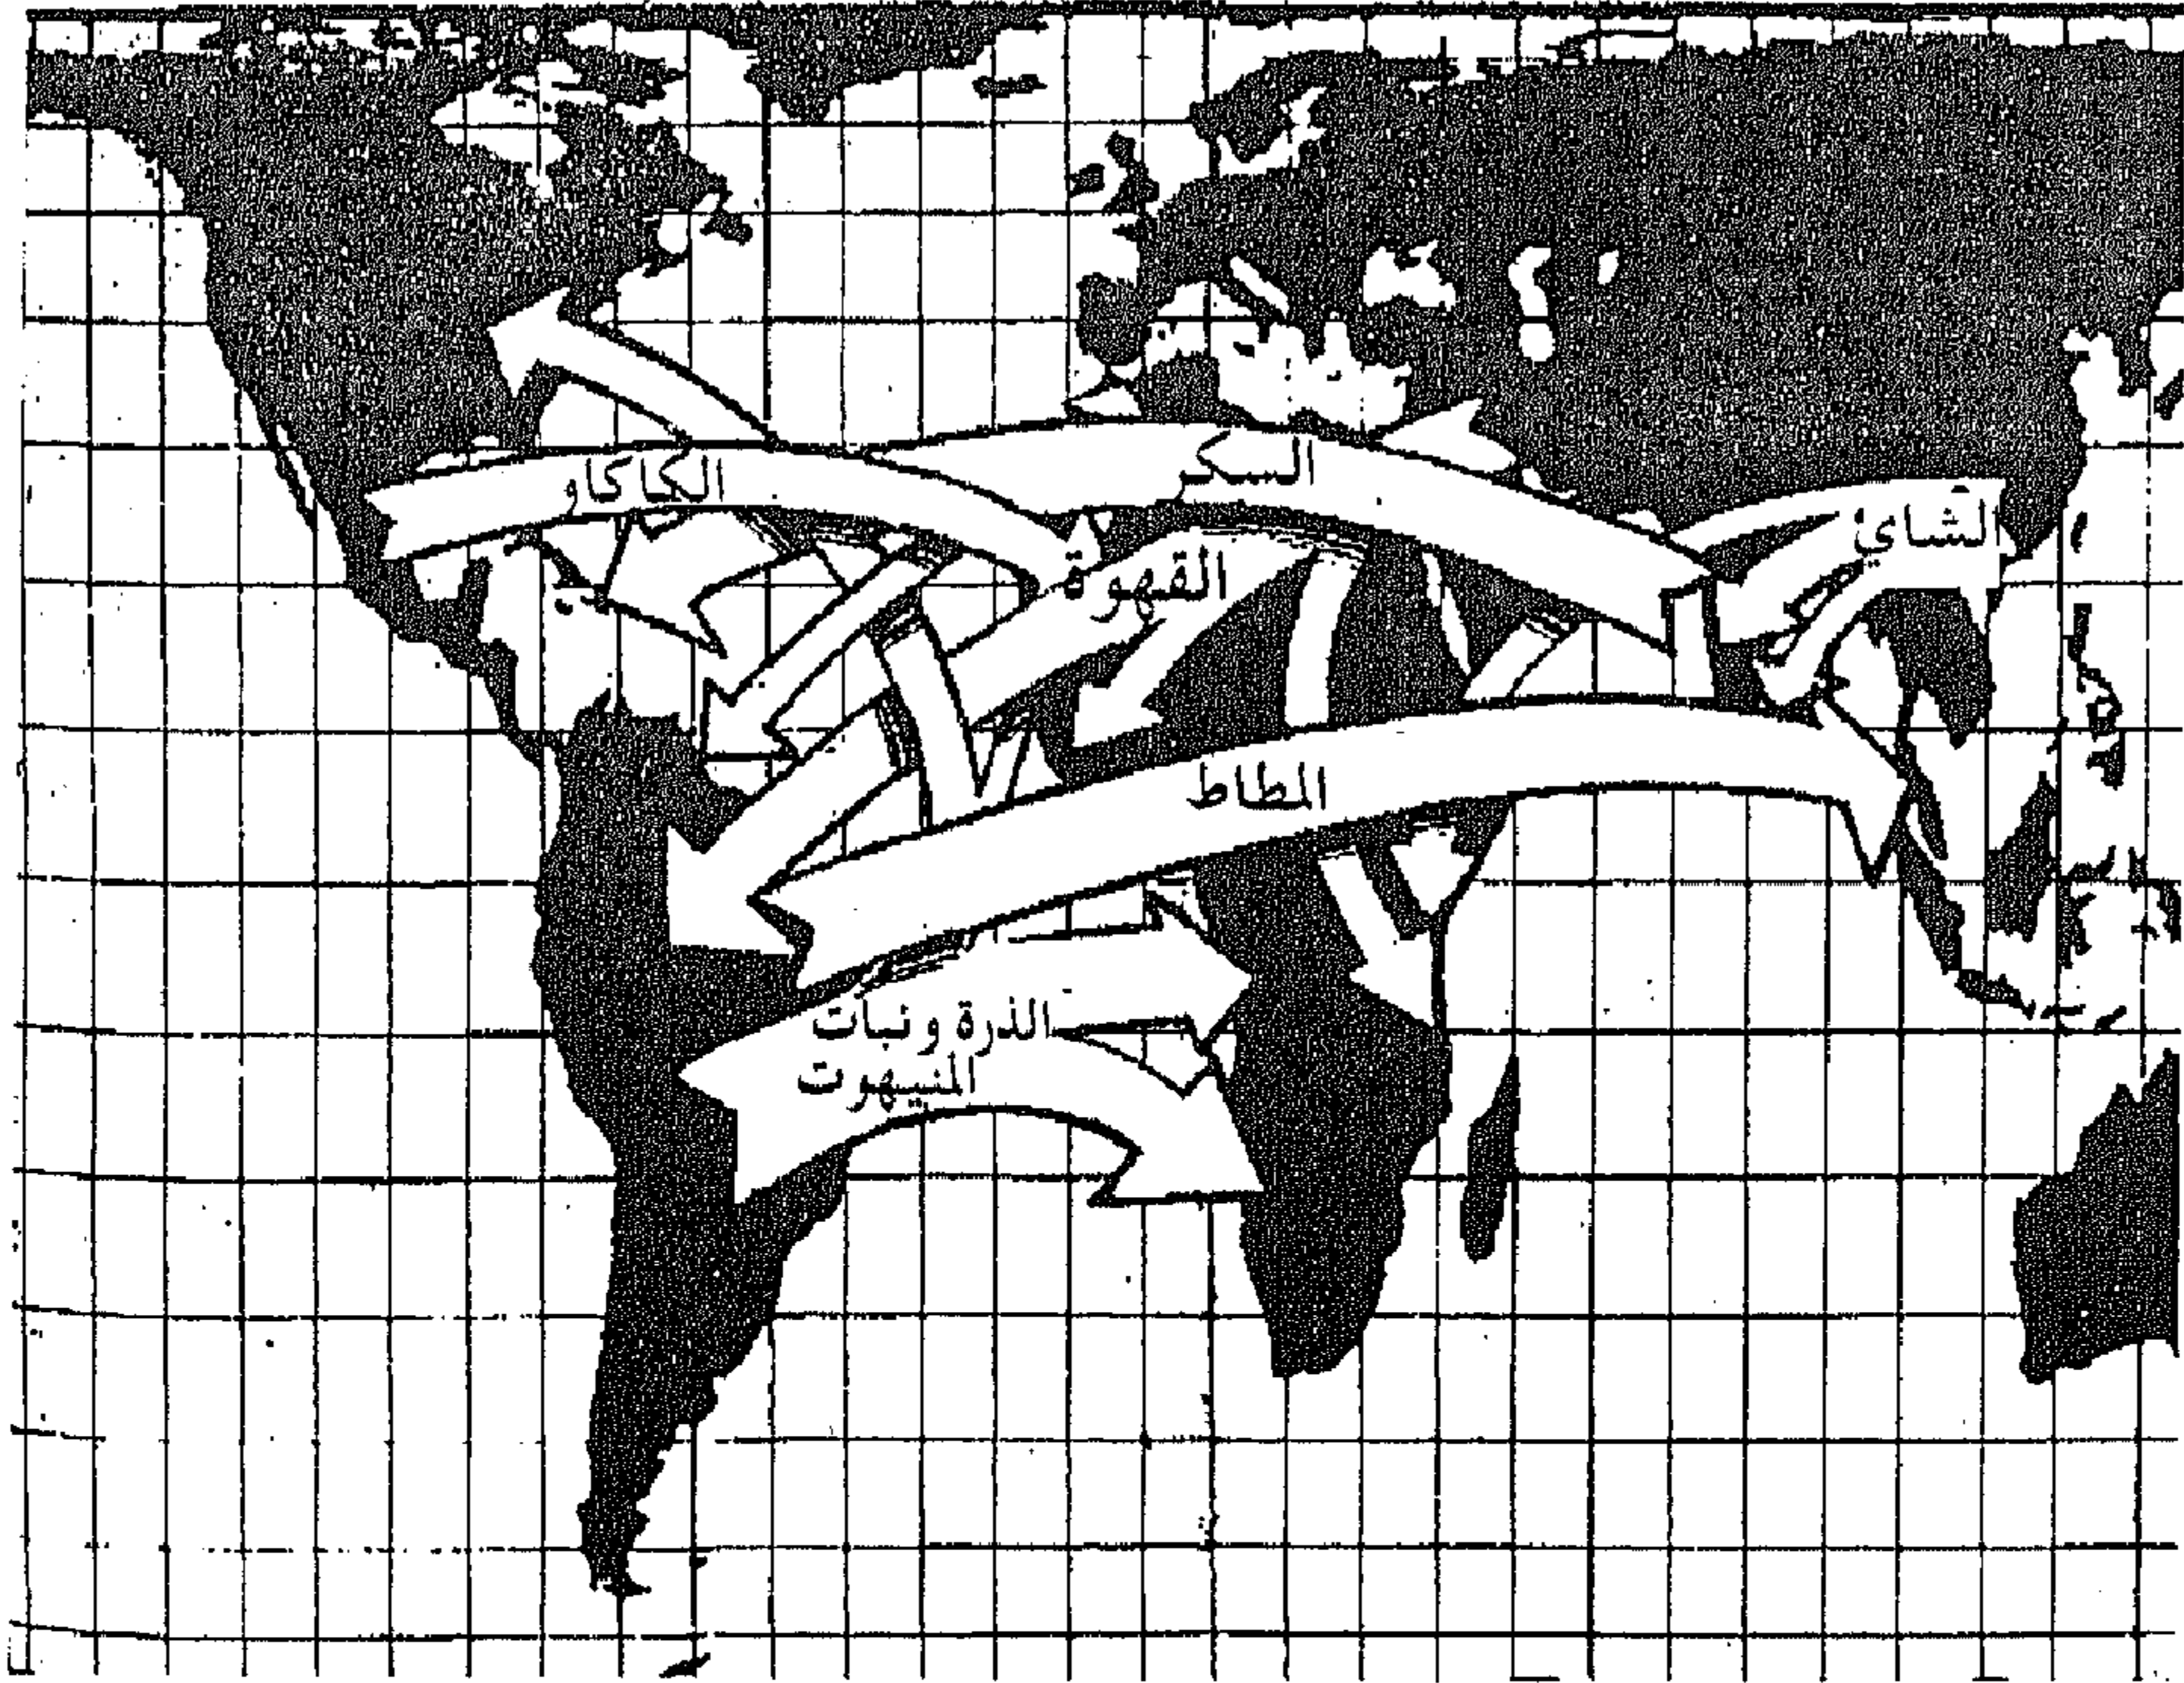 الكاكاو
السكر
الشاي
القهوة
المطاط
الذرة ونبات
المنيهوت